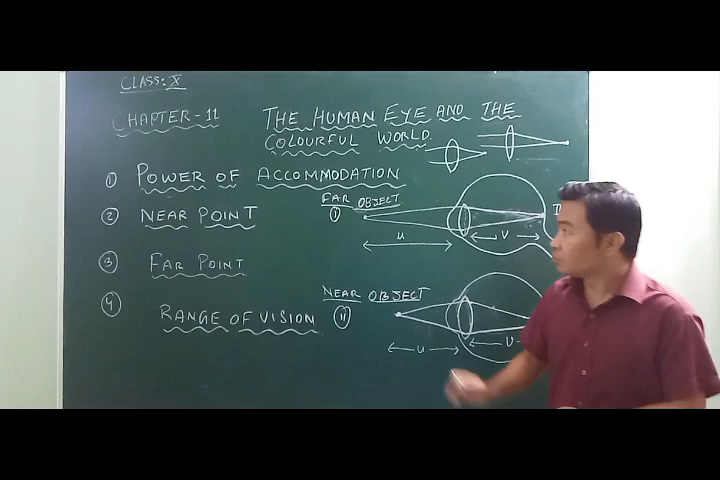 CLASS: X
CHAPTER-11 THE HUMAN EYE AND THE
COLOURFUL WORLD.
① POWER OF ACCOMMODATION
② NEAR POINT
③ FAR POINT
④ RANGE OF VISION
FAR OBJECT
①
u
v
NEAR OBJECT
ⅱ
u
v